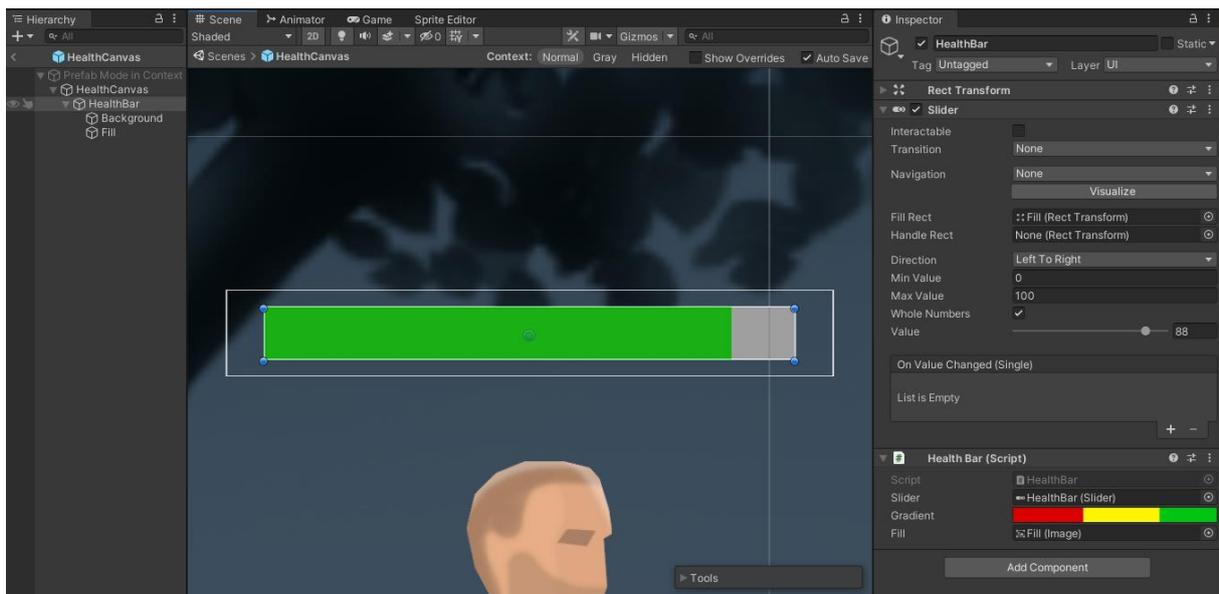 Hierarchy
All
HealthCanvas
Prefab Mode in Context
HealthCanvas
HealthBar
Background
Fill
Scene Animator Game Sprite Editor
Shaded 2D 0 Gizmos All
Scenes > HealthCanvas Context: Normal Gray Hidden Show Overrides Auto Save
Tools
Inspector
HealthBar Static
Tag Untagged Layer UI
Rect Transform
Slider
Interactable
Transition None
Navigation None
Visualize
Fill Rect Fill (Rect Transform)
Handle Rect None (Rect Transform)
Direction Left To Right
Min Value 0
Max Value 100
Whole Numbers
Value 88
On Value Changed (Single)
List is Empty
Health Bar (Script)
Script HealthBar
Slider HealthBar (Slider)
Gradient
Fill Fill (Image)
Add Component